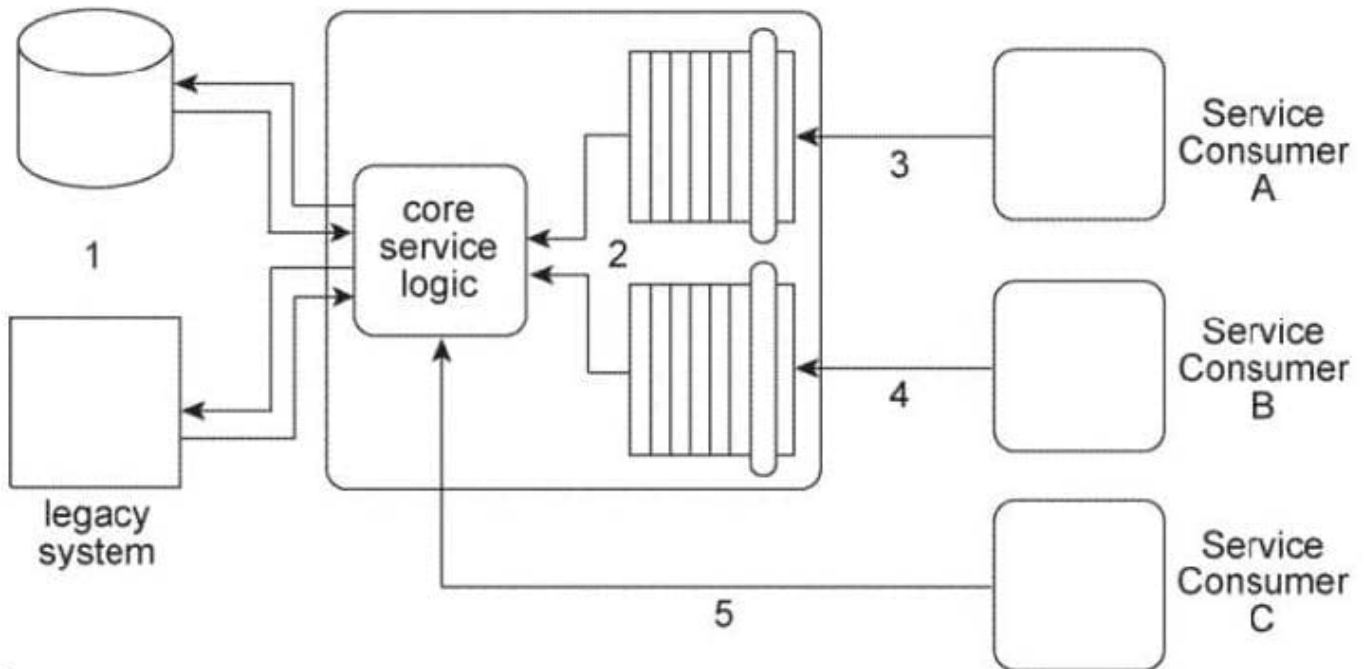 1
legacy
system
core
service
logic
2
3
Service
Consumer
A
4
Service
Consumer
B
5
Service
Consumer
C